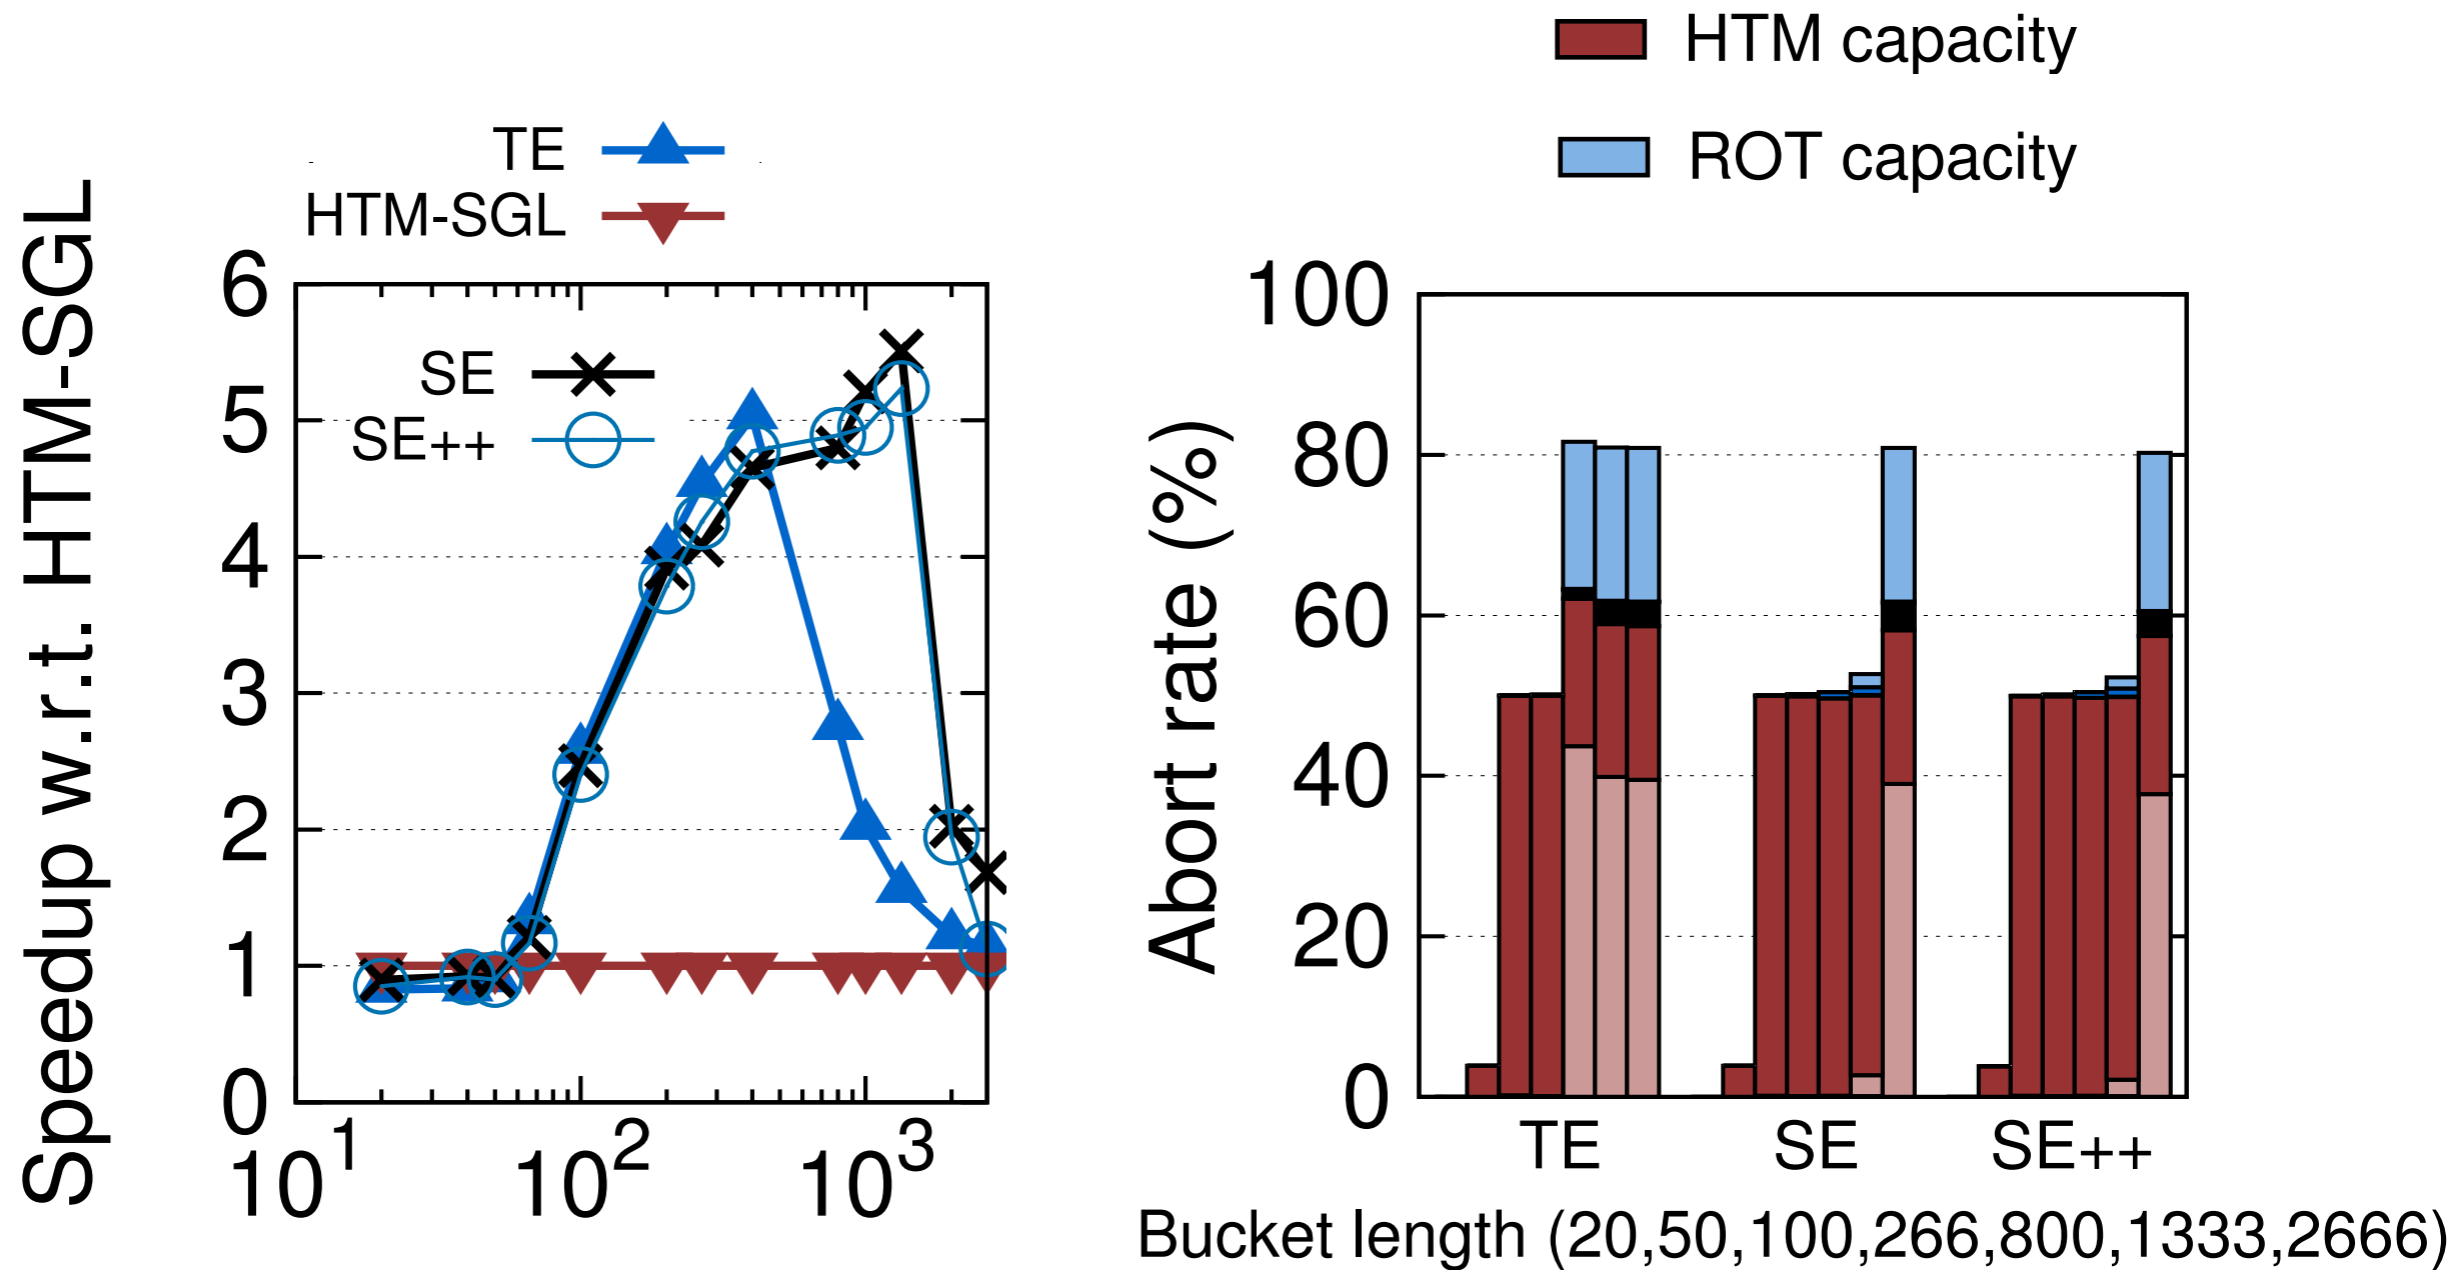 HTM capacity
ROT capacity
TE
HTM-SGL
SE
SE++
Speedup w.r.t. HTM-SGL
6
5
4
3
2
1
0
10^1 10^2 10^3
Abort rate (%)
100
80
60
40
20
0
TE SE SE++
Bucket length (20,50,100,266,800,1333,2666)